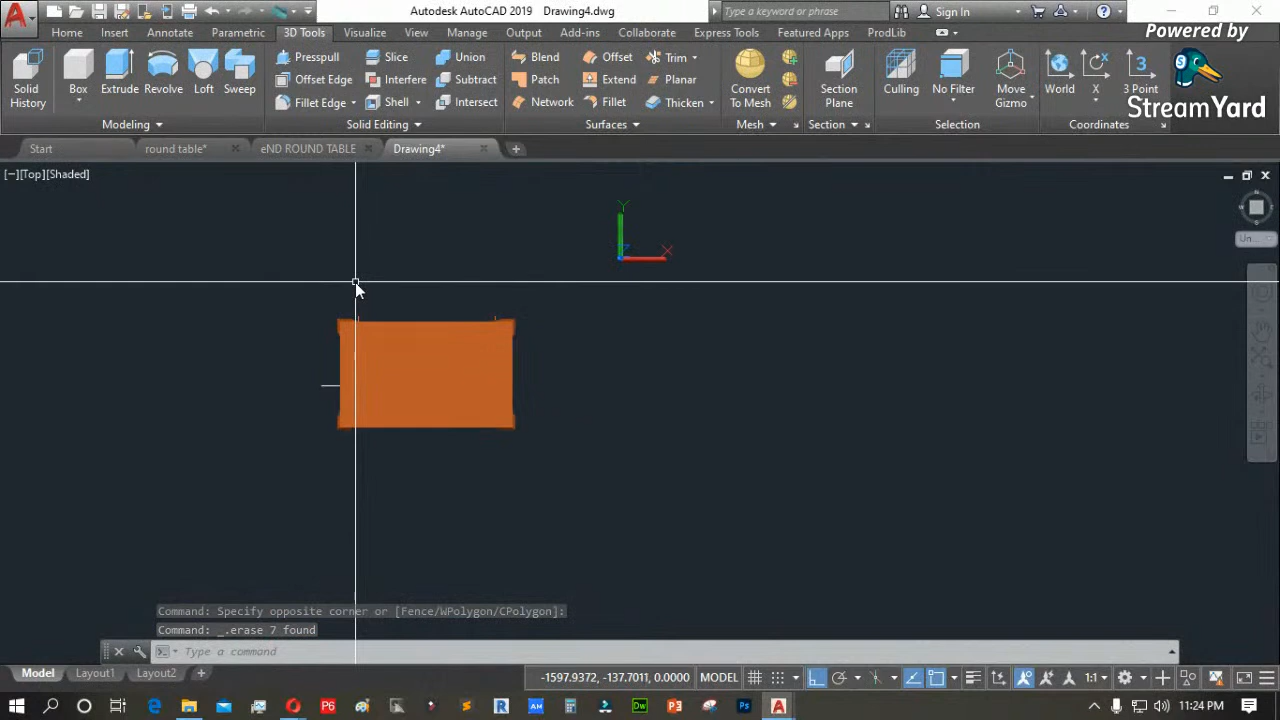 Autodesk AutoCAD 2019 Drawing4.dwg
Type a keyword or phrase
Sign In
Powered by
StreamYard
Home Insert Annotate Parametric 3D Tools Visualize View Manage Output Add-ins Collaborate Express Tools Featured Apps ProdLib
Solid History
Box
Extrude
Revolve
Loft
Sweep
Presspull
Offset Edge
Fillet Edge
Slice
Interfere
Shell
Union
Subtract
Intersect
Blend
Patch
Network
Offset
Extend
Fillet
Trim
Planar
Thicken
Convert To Mesh
Section Plane
Culling
No Filter
Move Gizmo
World
X
3 Point
Modeling Solid Editing Surfaces Mesh Section Selection Coordinates
Start round table* eND ROUND TABLE Drawing4*
[−][Top][Shaded]
N
Un...
Y
X
Command: Specify opposite corner or [Fence/WPolygon/CPolygon]:
Command: _.erase 7 found
Type a command
Model Layout1 Layout2
-1597.9372, -137.7011, 0.0000 MODEL 1:1
11:24 PM